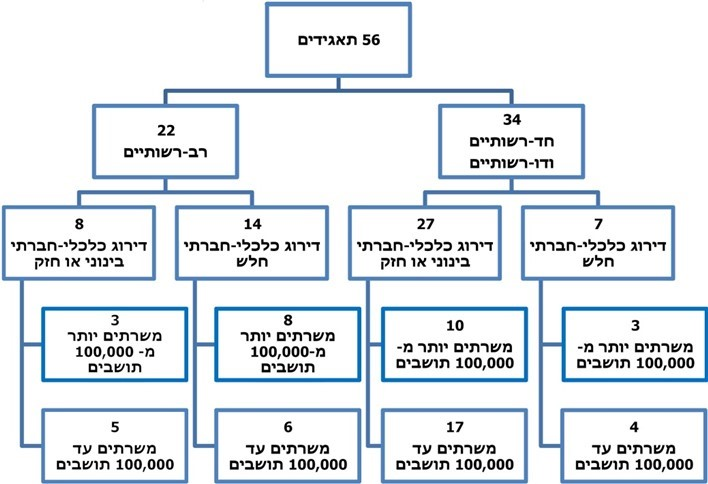 56 תאגידים
34
חד-רשותיים
ודו-רשותיים
22
רב-רשותיים
7
דירוג כלכלי-חברתי
חלש
27
דירוג כלכלי-חברתי
בינוני או חזק
14
דירוג כלכלי-חברתי
חלש
8
דירוג כלכלי-חברתי
בינוני או חזק
3
משרתים יותר מ-
100,000 תושבים
10
משרתים יותר מ-
100,000 תושבים
8
משרתים יותר
מ-100,000
תושבים
3
משרתים יותר
מ- 100,000
תושבים
4
משרתים עד
100,000 תושבים
17
משרתים עד
100,000 תושבים
6
משרתים עד
100,000 תושבים
5
משרתים עד
100,000 תושבים